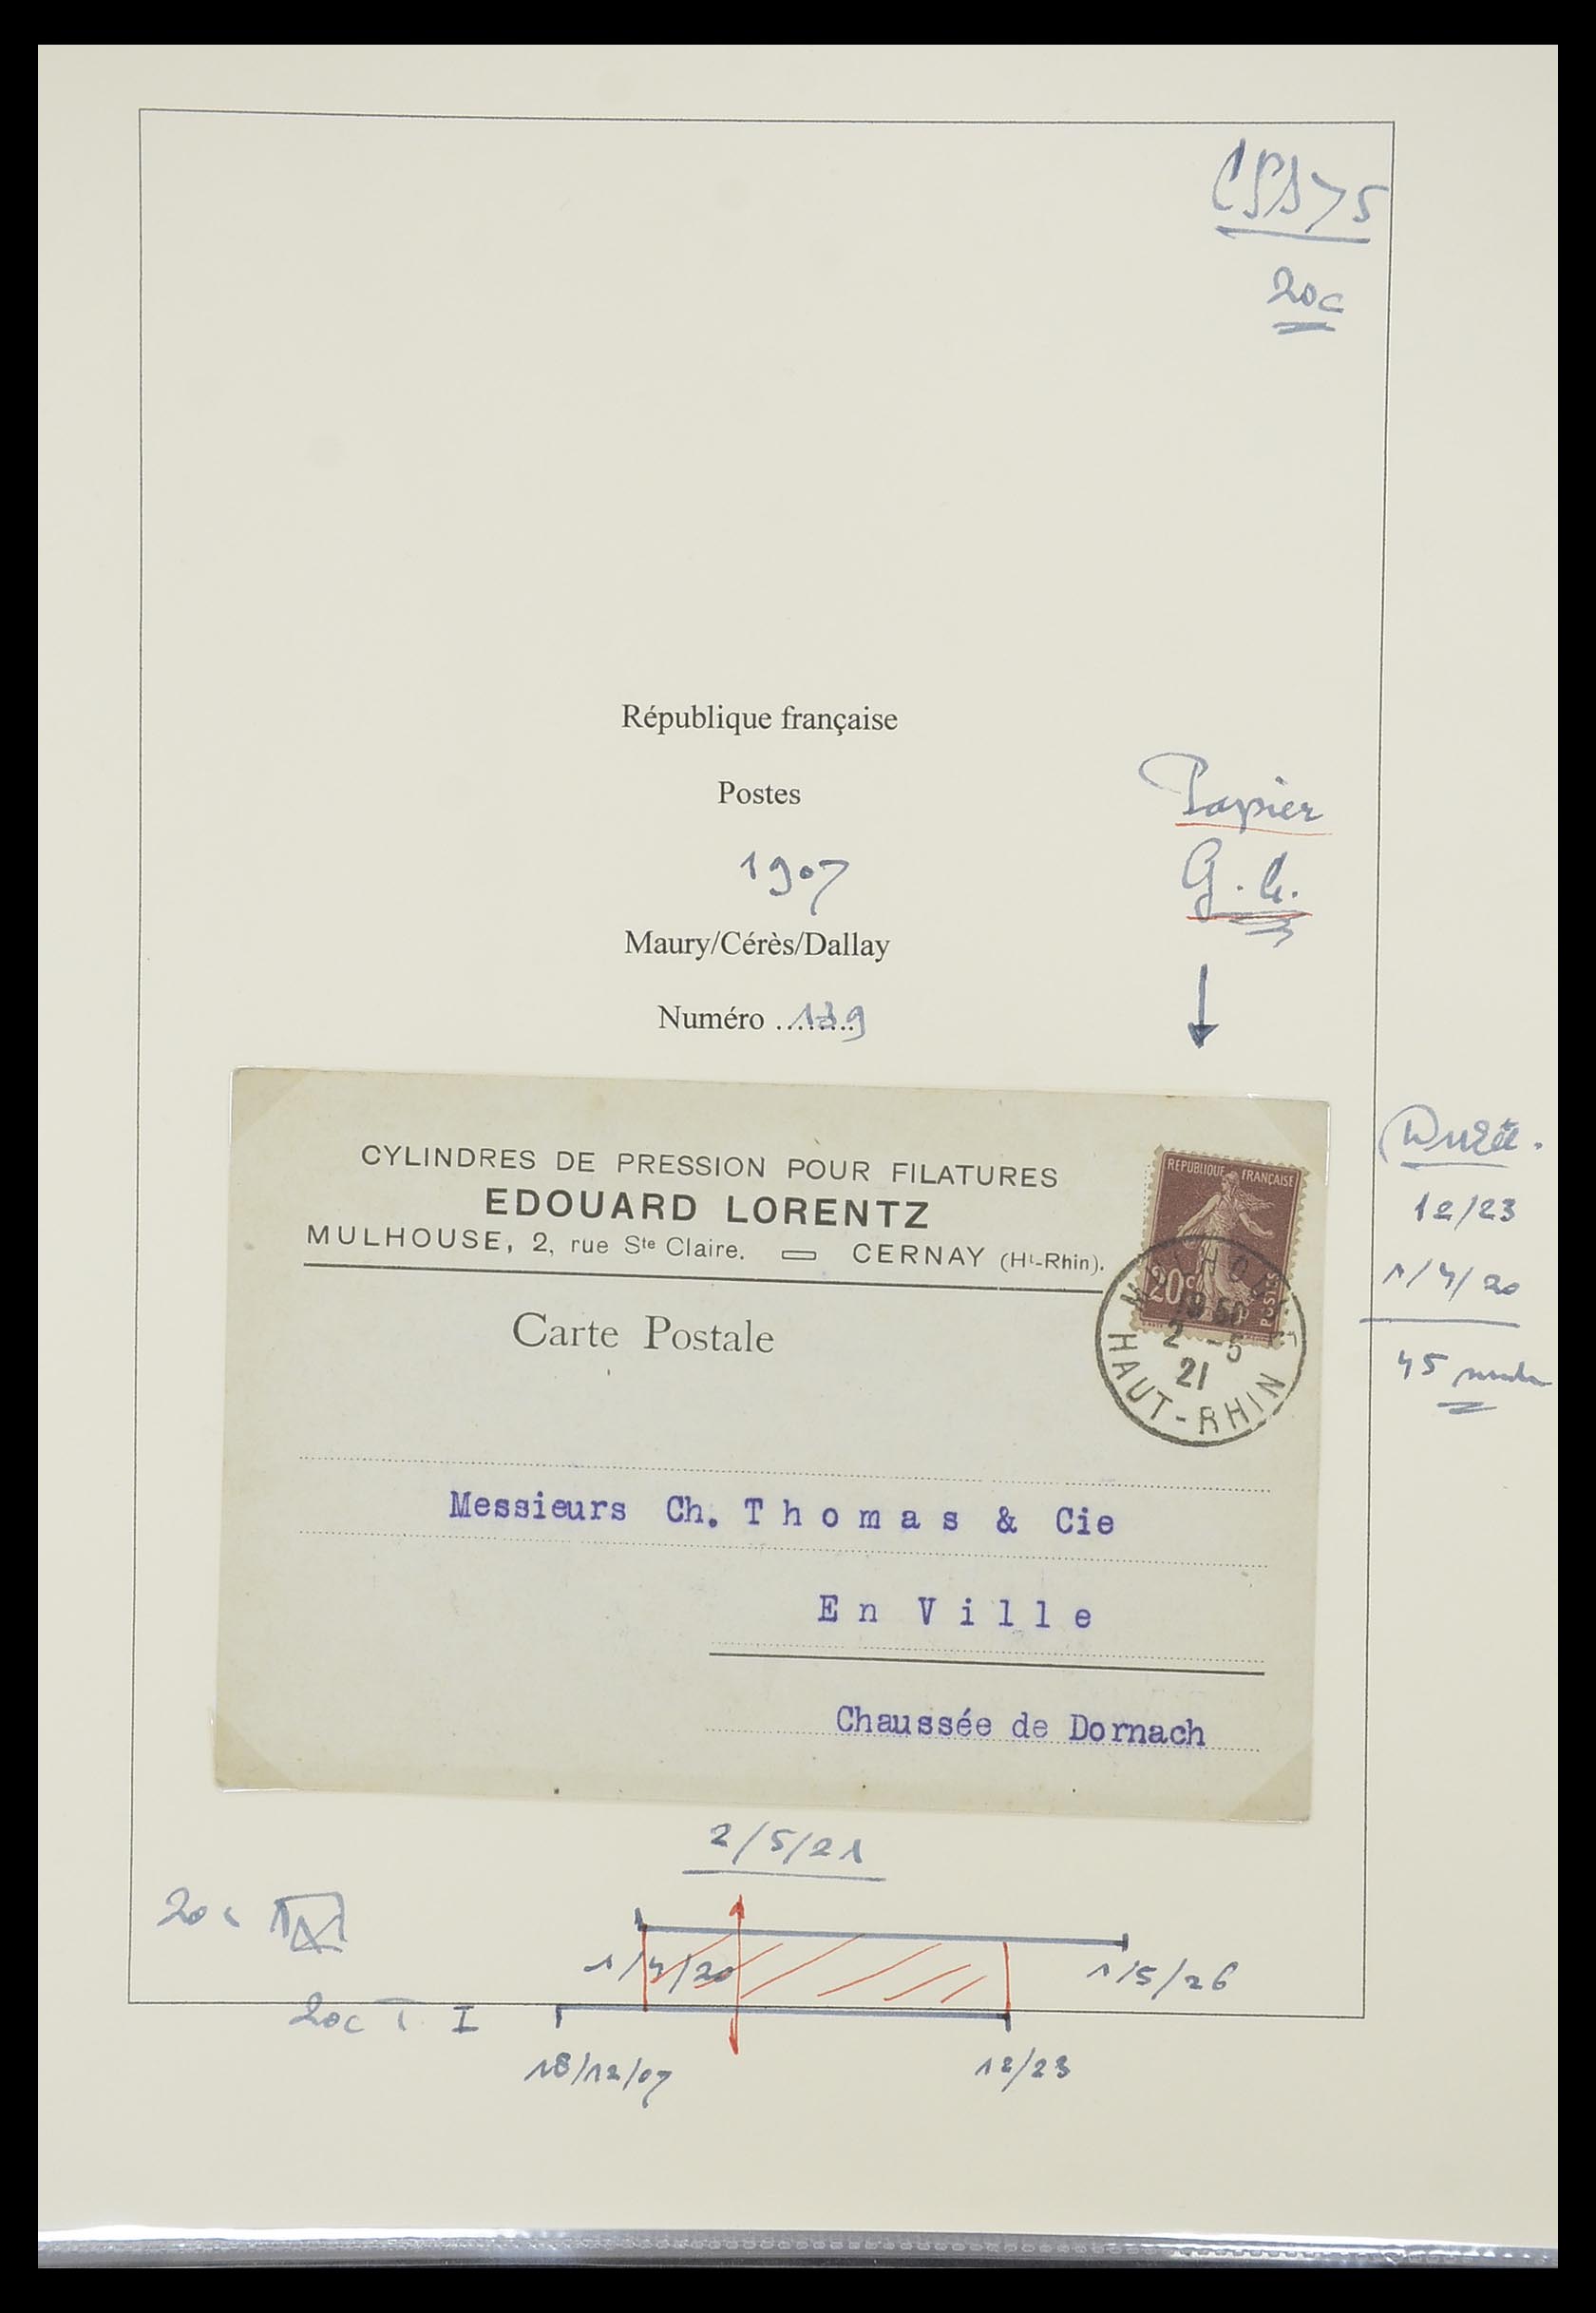 20c
République française
Postes
1907
Maury/Cérès/Dallay
Numéro ........ 139
Papier
G.C.
CYLINDRES DE PRESSION POUR FILATURES
EDOUARD LORENTZ
MULHOUSE, 2, rue Ste Claire. CERNAY (Ht-Rhin).
Carte Postale
REPUBLIQUE FRANÇAISE
20c
POSTES
2 -5
21
HAUT-RHIN
Messieurs Ch. Thomas & Cie
En Ville
Chaussée de Dornach
Durée.
12/23
1/4/20
45
2/5/21
20c
1/4/20
1/5/26
20c T. I
18/12/07
12/23